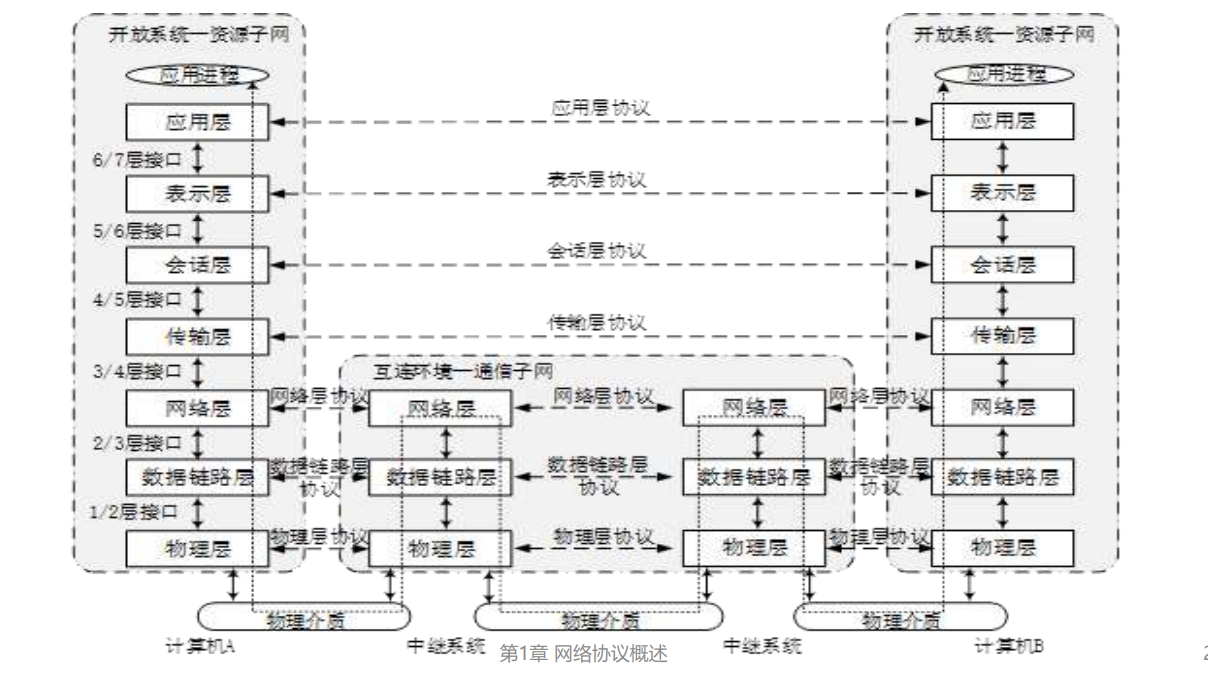 开放系统—资源子网
开放系统—资源子网
应用进程
应用进程
应用层协议
应用层
应用层
6/7层接口
表示层协议
表示层
表示层
5/6层接口
会话层协议
会话层
会话层
4/5层接口
传输层协议
传输层
传输层
3/4层接口
互连环境—通信子网
网络层协议
网络层协议
网络层协议
网络层
网络层
网络层
网络层
2/3层接口
数据链路层
协议
数据链路层
协议
数据链路层
协议
数据链路层
数据链路层
数据链路层
数据链路层
1/2层接口
物理层协议
物理层协议
物理层协议
物理层
物理层
物理层
物理层
物理介质
物理介质
物理介质
计算机A
中继系统
中继系统
计算机B
第1章 网络协议概述